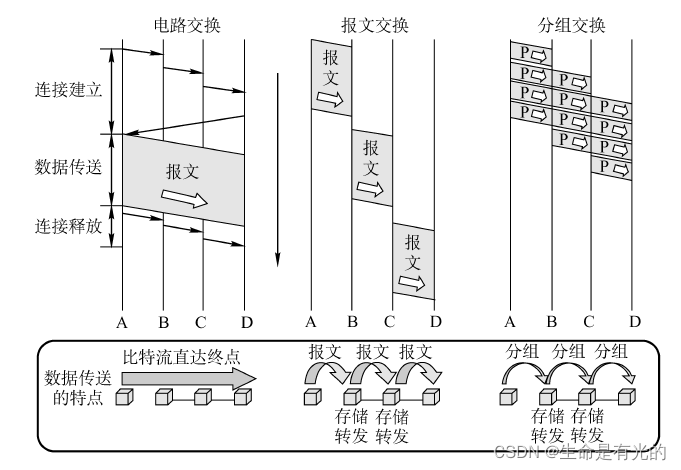 电路交换
报文交换
分组交换
连接建立
数据传送
连接释放
报文
A
B
C
D
报
文
报
文
报
文
A
B
C
D
P
P
P
P
P
P
P
P
P
P
P
P
A
B
C
D
数据传送
的特点
比特流直达终点
报文
报文
报文
存储
转发
存储
转发
分组
分组
分组
存储
转发
存储
转发
CSDN @生命是有光的